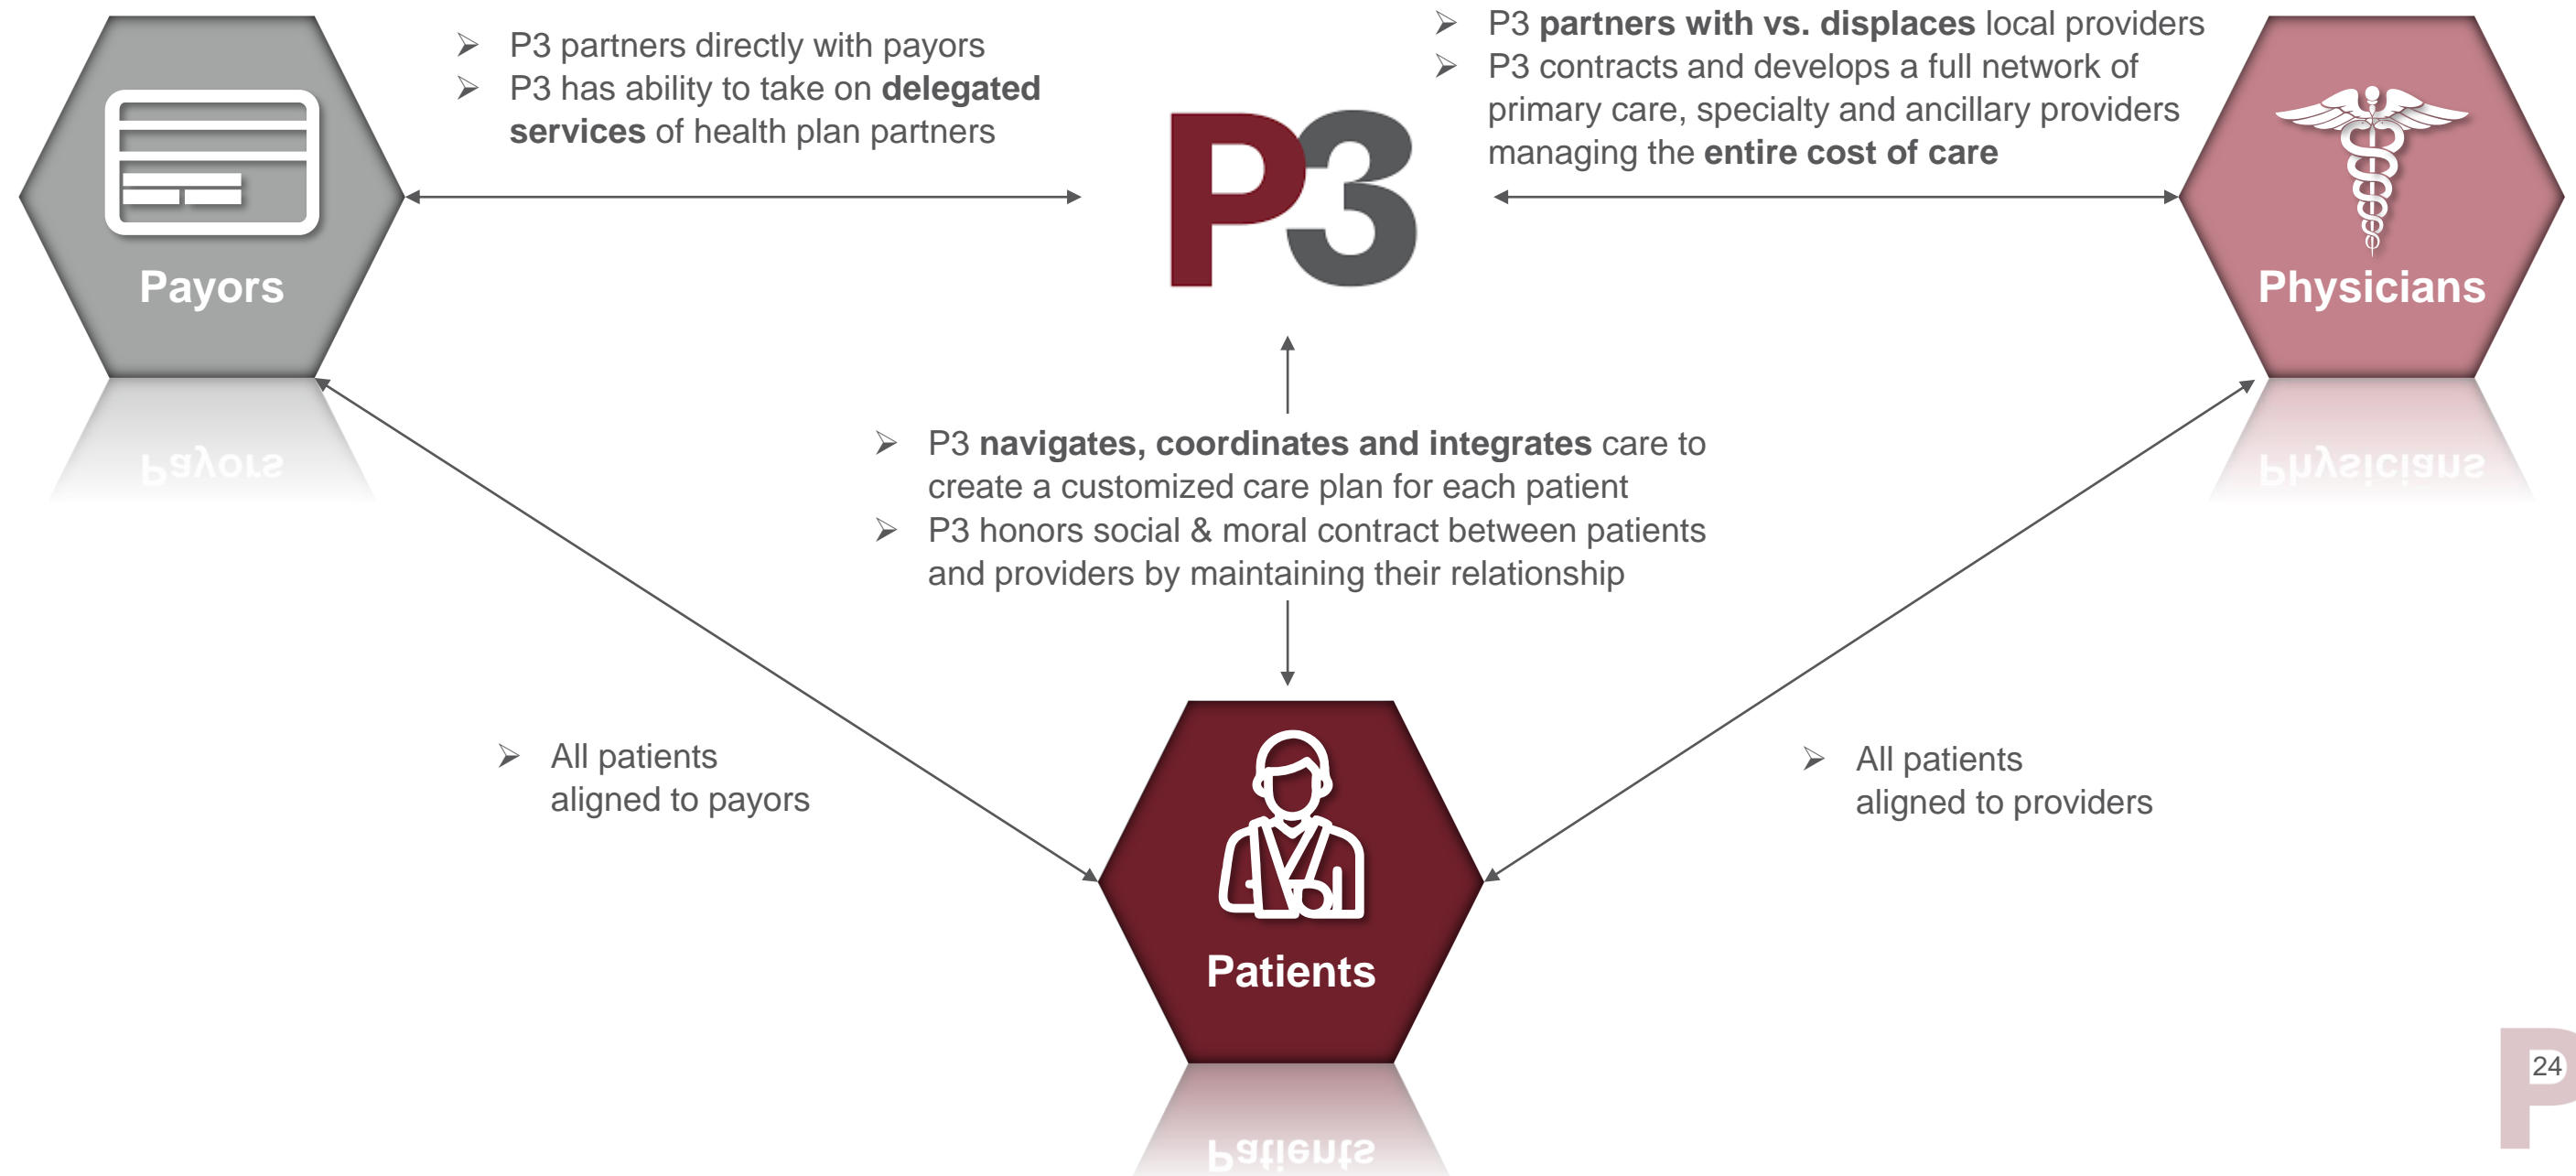 ➢ P3 partners directly with payors
➢ P3 has ability to take on delegated
services of health plan partners
➢ P3 partners with vs. displaces local providers
➢ P3 contracts and develops a full network of
primary care, specialty and ancillary providers
managing the entire cost of care
P3
Payors
Physicians
➢ P3 navigates, coordinates and integrates care to
create a customized care plan for each patient
➢ P3 honors social & moral contract between patients
and providers by maintaining their relationship
➢ All patients
aligned to payors
➢ All patients
aligned to providers
Patients
P
24